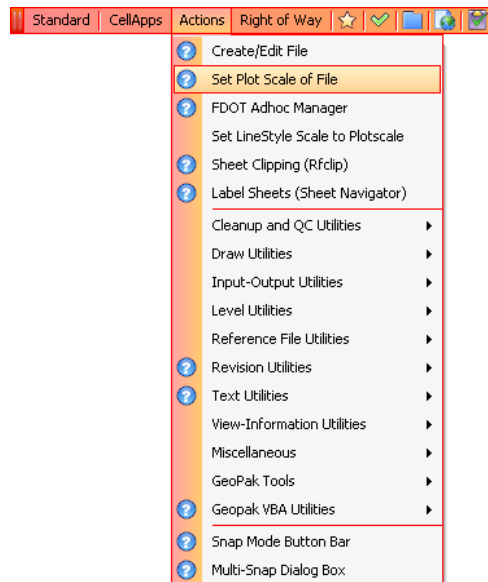 Standard CellApps Actions Right of Way
Create/Edit File
Set Plot Scale of File
FDOT Adhoc Manager
Set LineStyle Scale to Plotscale
Sheet Clipping (Rfclip)
Label Sheets (Sheet Navigator)
Cleanup and QC Utilities
Draw Utilities
Input-Output Utilities
Level Utilities
Reference File Utilities
Revision Utilities
Text Utilities
View-Information Utilities
Miscellaneous
GeoPak Tools
Geopak VBA Utilities
Snap Mode Button Bar
Multi-Snap Dialog Box